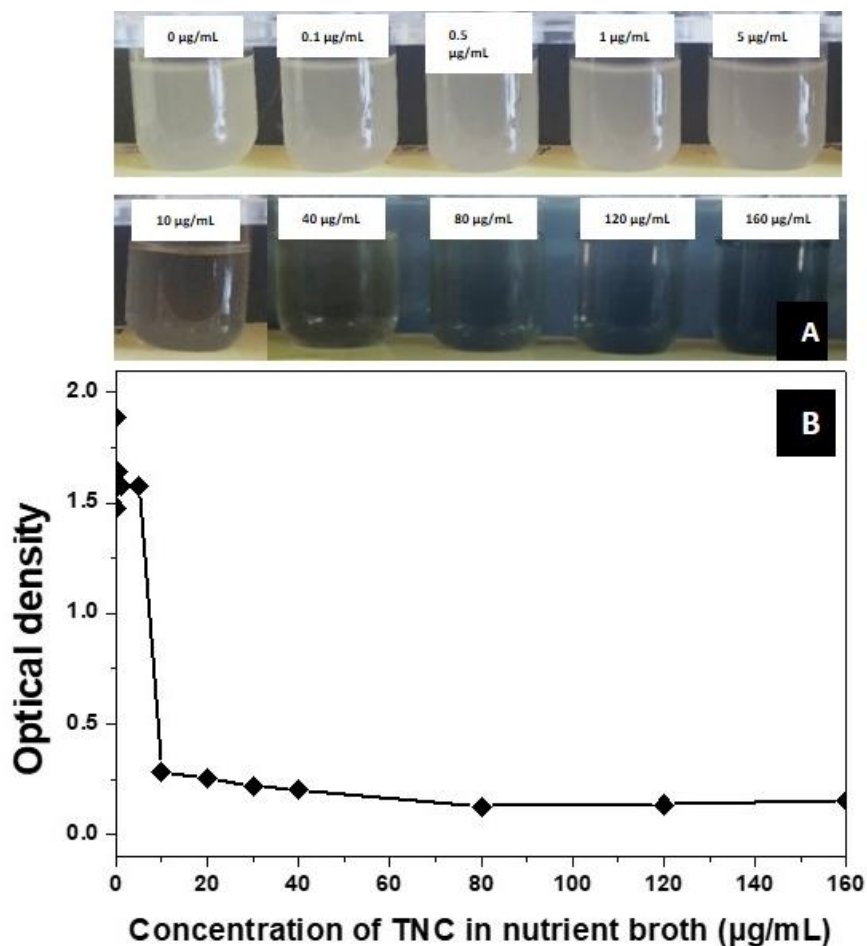 0 µg/mL
0.1 µg/mL
0.5
µg/mL
1 µg/mL
5 µg/mL
10 µg/mL
40 µg/mL
80 µg/mL
120 µg/mL
160 µg/mL
A
B
2.0
1.5
1.0
0.5
0.0
Optical density
0 20 40 60 80 100 120 140 160
Concentration of TNC in nutrient broth (µg/mL)